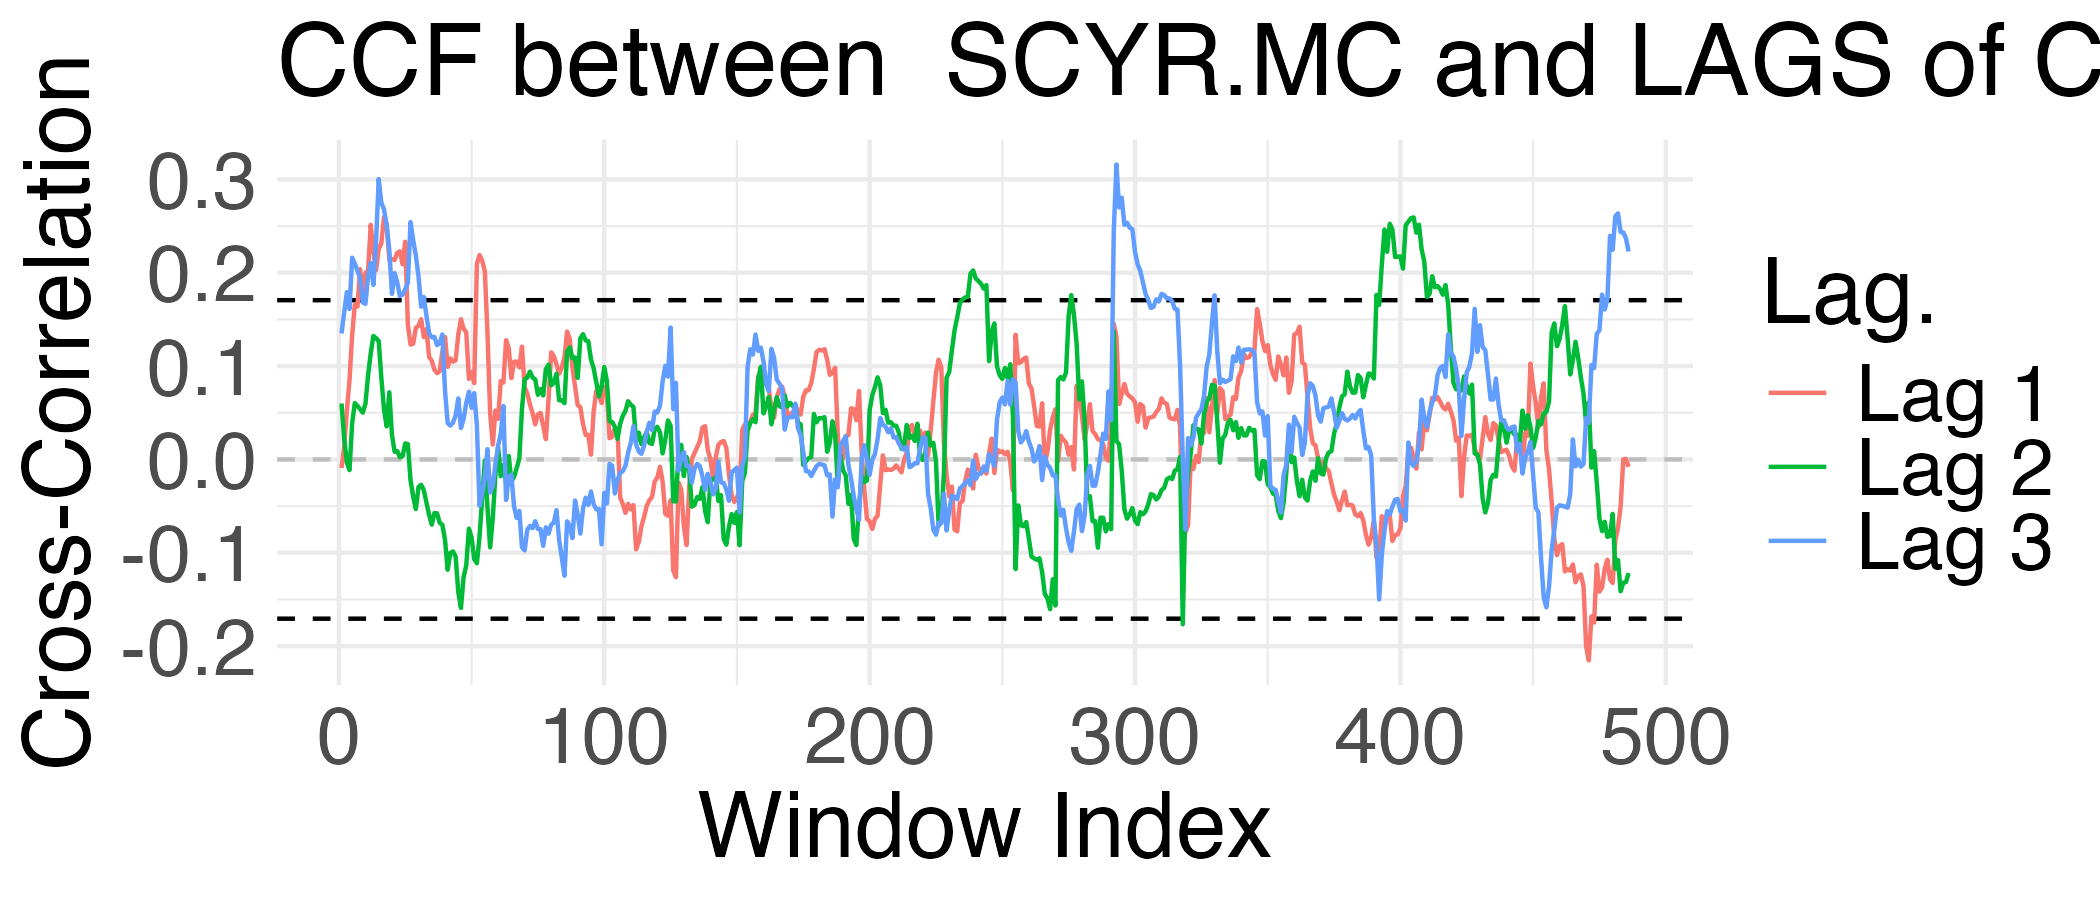 CCF between  SCYR.MC and LAGS of C
Cross-Correlation
0.3
0.2
0.1
0.0
-0.1
-0.2
0
100
200
300
400
500
Window Index
Lag.
Lag 1
Lag 2
Lag 3